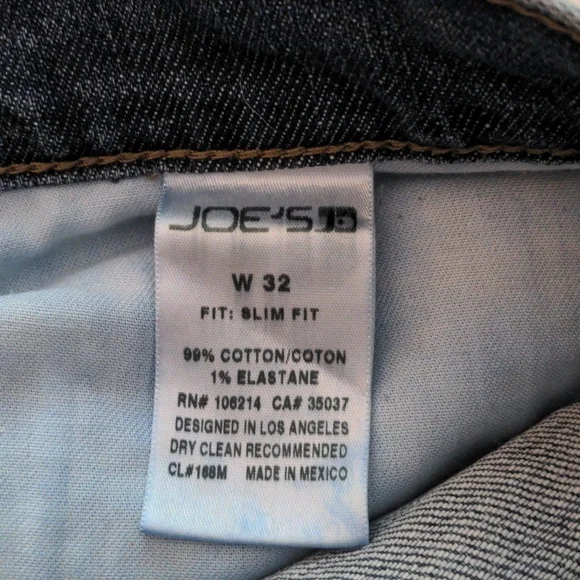 JOE'S
W 32
FIT: SLIM FIT
99% COTTON/COTON
1% ELASTANE
RN# 106214 CA# 35037
DESIGNED IN LOS ANGELES
DRY CLEAN RECOMMENDED
CL#168M MADE IN MEXICO